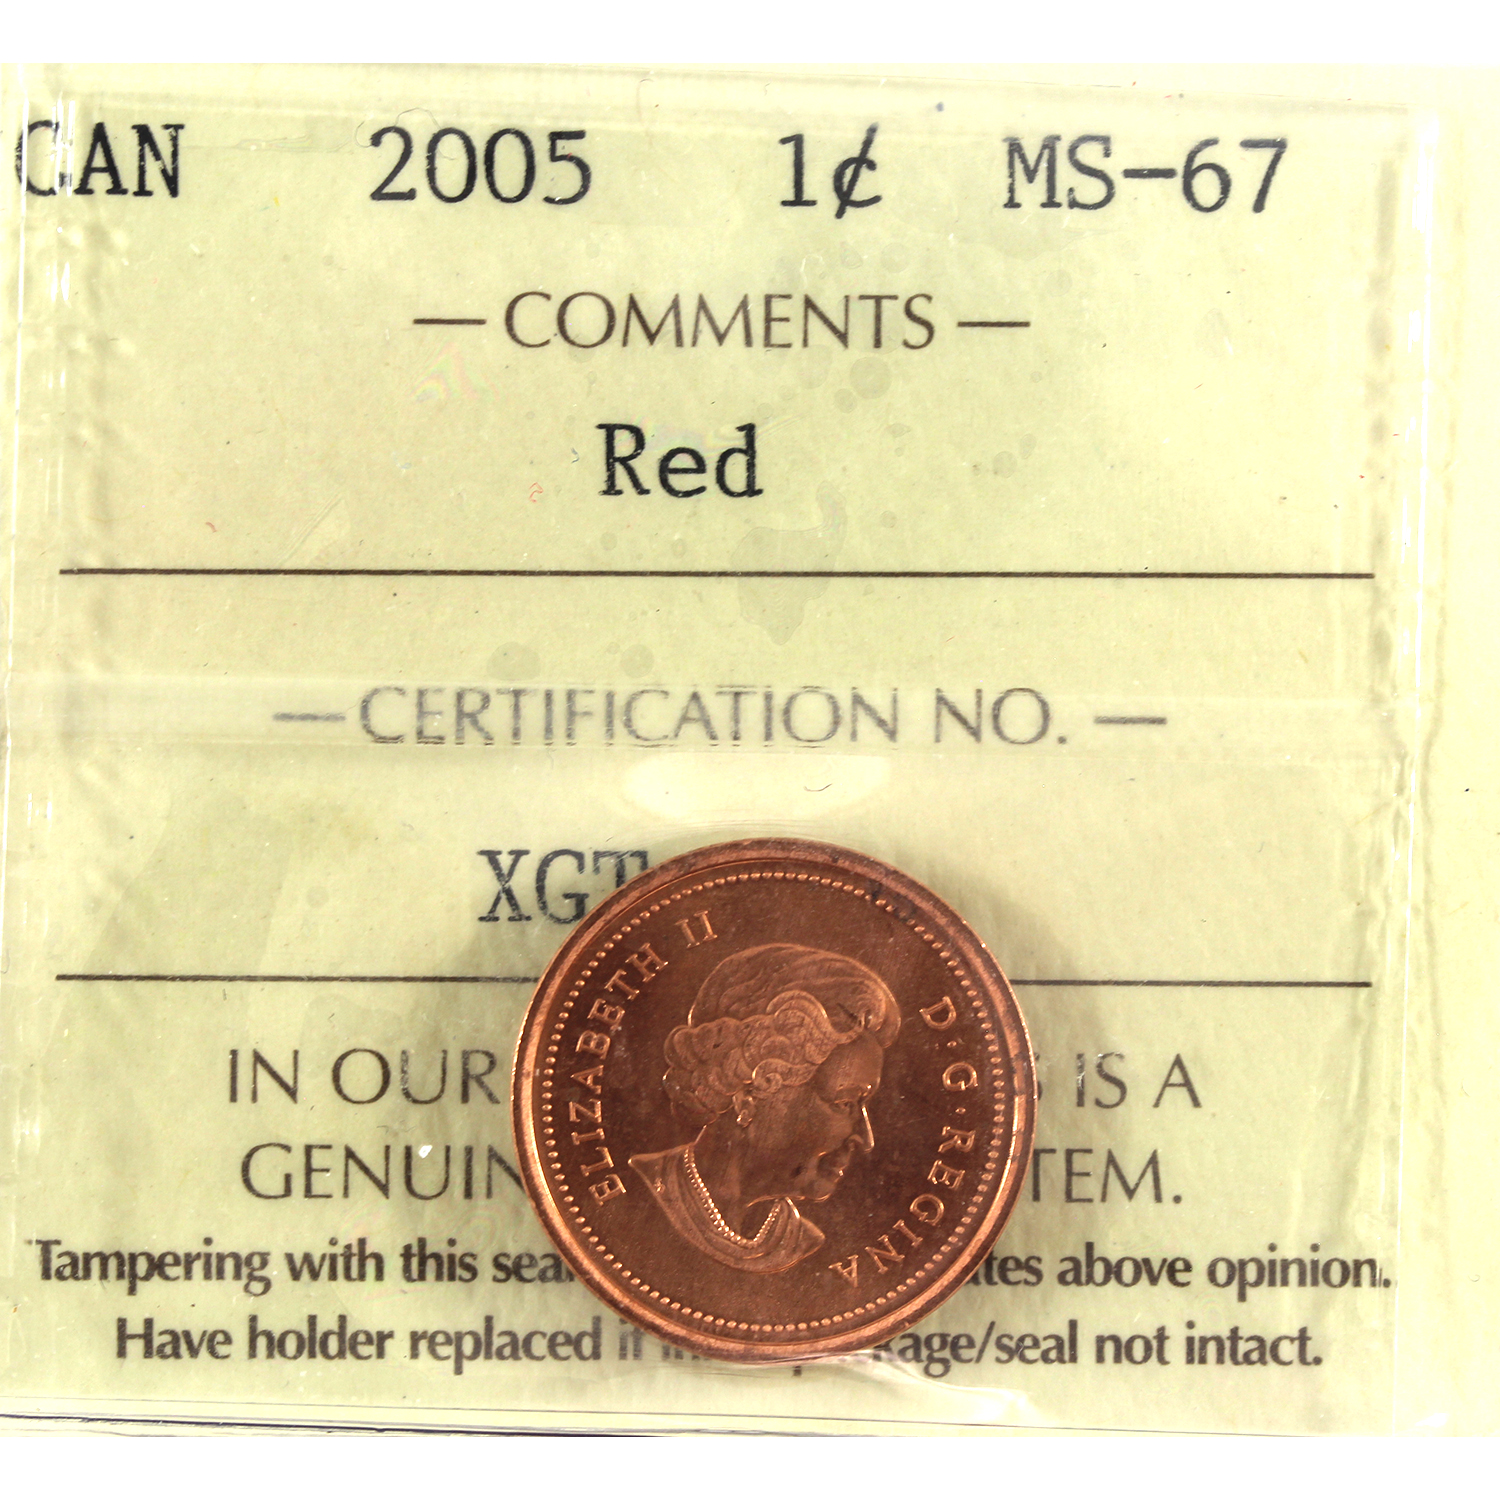 CAN 2005 1¢ MS-67
— COMMENTS —
Red
— CERTIFICATION NO. —
XGT
IN OUR IS A
GENUIN TEM.
Tampering with this sea tes above opinion.
Have holder replaced if kage/seal not intact.
ELIZABETH II D·G·REGINA